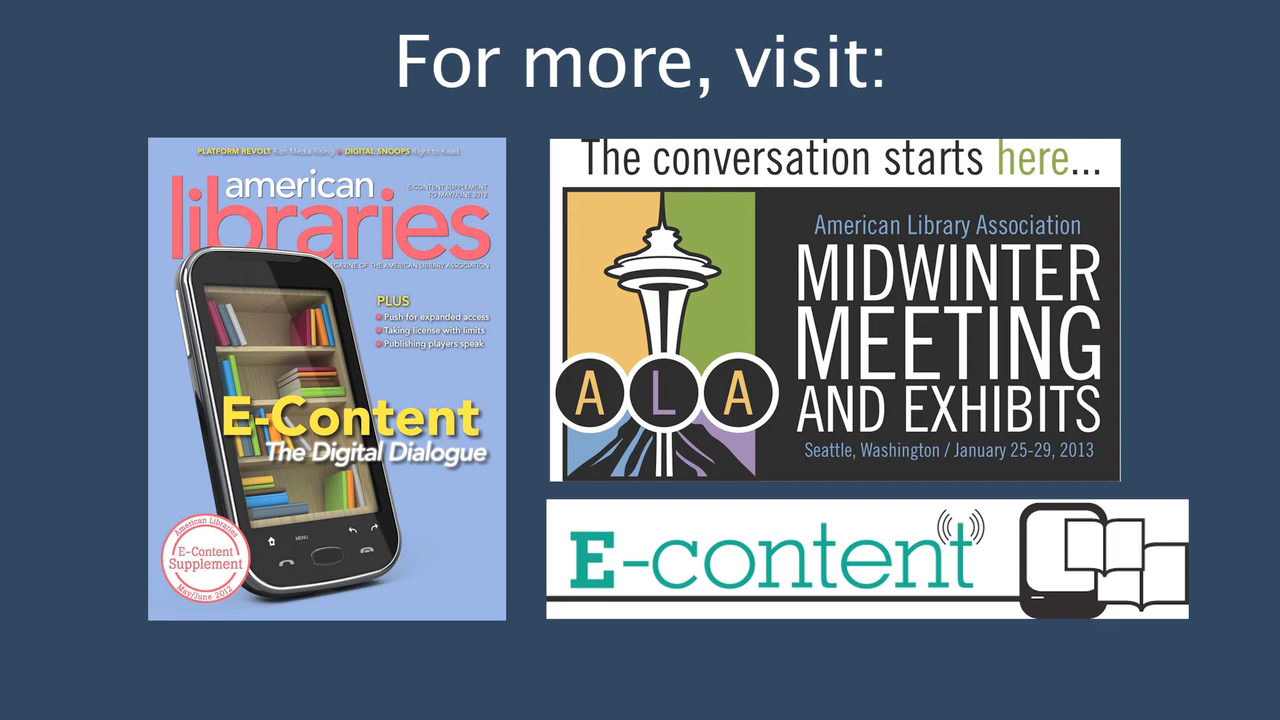 For more, visit:
PLATFORM REVOLT Rich Media Rising DIGITAL SNOOPS Right to Read
american
libraries
E-CONTENT SUPPLEMENT
TO MAY/JUNE 2012
MAGAZINE OF THE AMERICAN LIBRARY ASSOCIATION
PLUS
Push for expanded access
Taking license with limits
Publishing players speak
E-Content
The Digital Dialogue
MENU
American Libraries
E-Content
Supplement
May/June 2012
The conversation starts here...
American Library Association
MIDWINTER
MEETING
AND EXHIBITS
Seattle, Washington / January 25-29, 2013
ALA
E-content